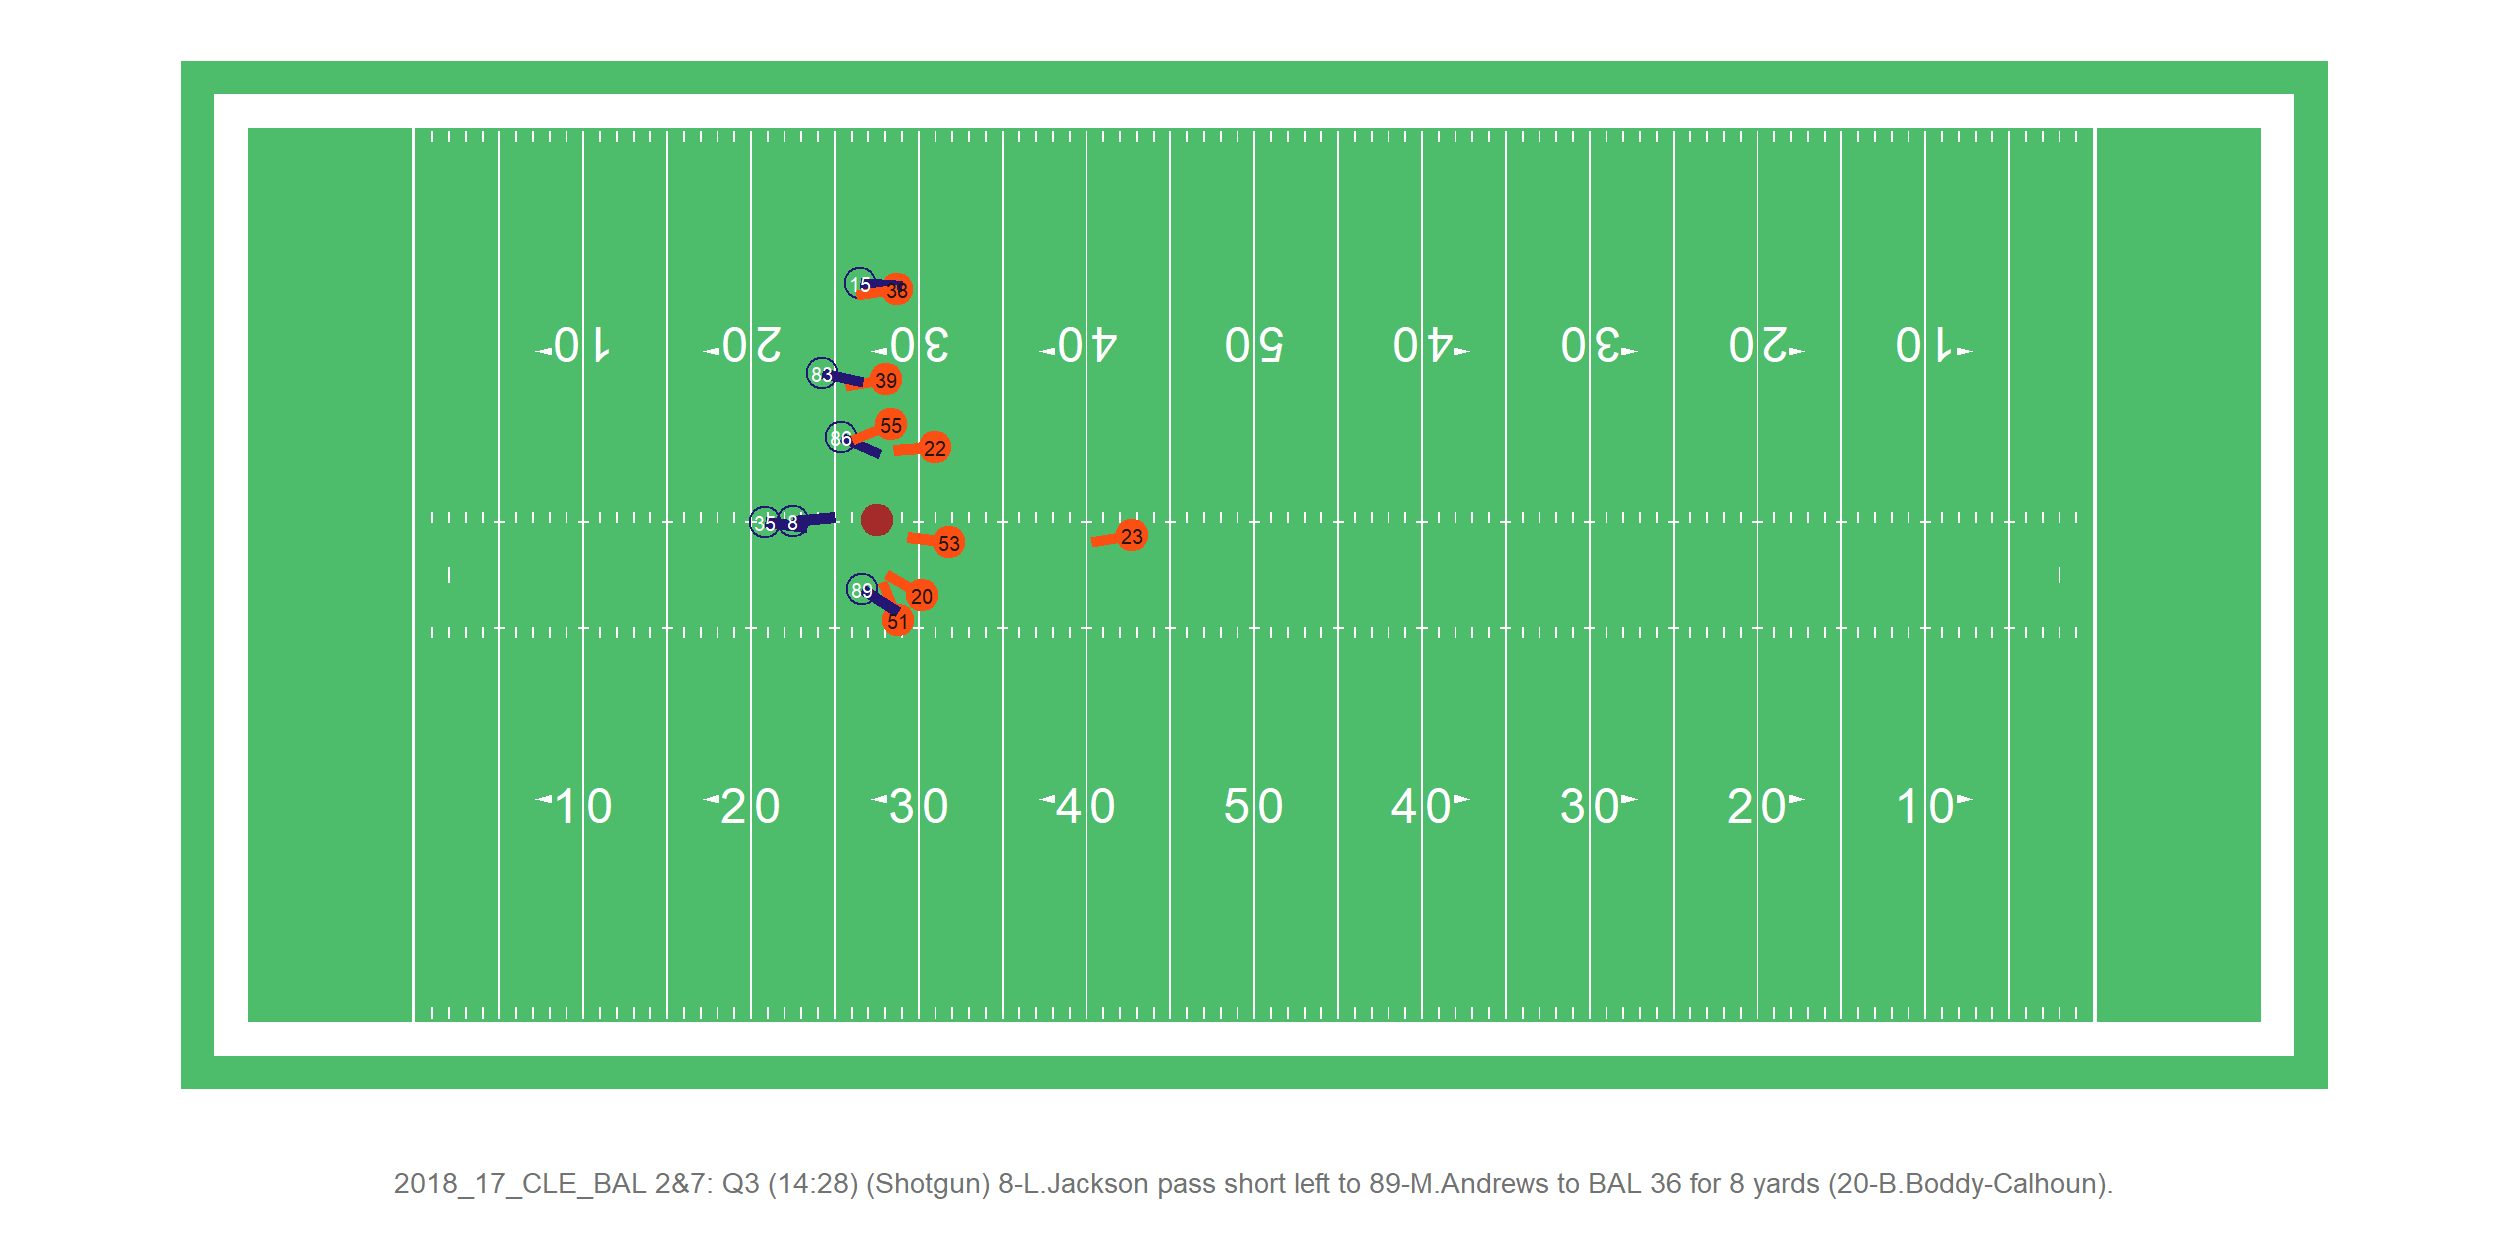 15 38
10 20 30 40 50 40 30 20 10
83 39
55
86 22
35 8 53 23
89 20
51
10 20 30 40 50 40 30 20 10
2018_17_CLE_BAL 2&7: Q3 (14:28) (Shotgun) 8-L.Jackson pass short left to 89-M.Andrews to BAL 36 for 8 yards (20-B.Boddy-Calhoun).